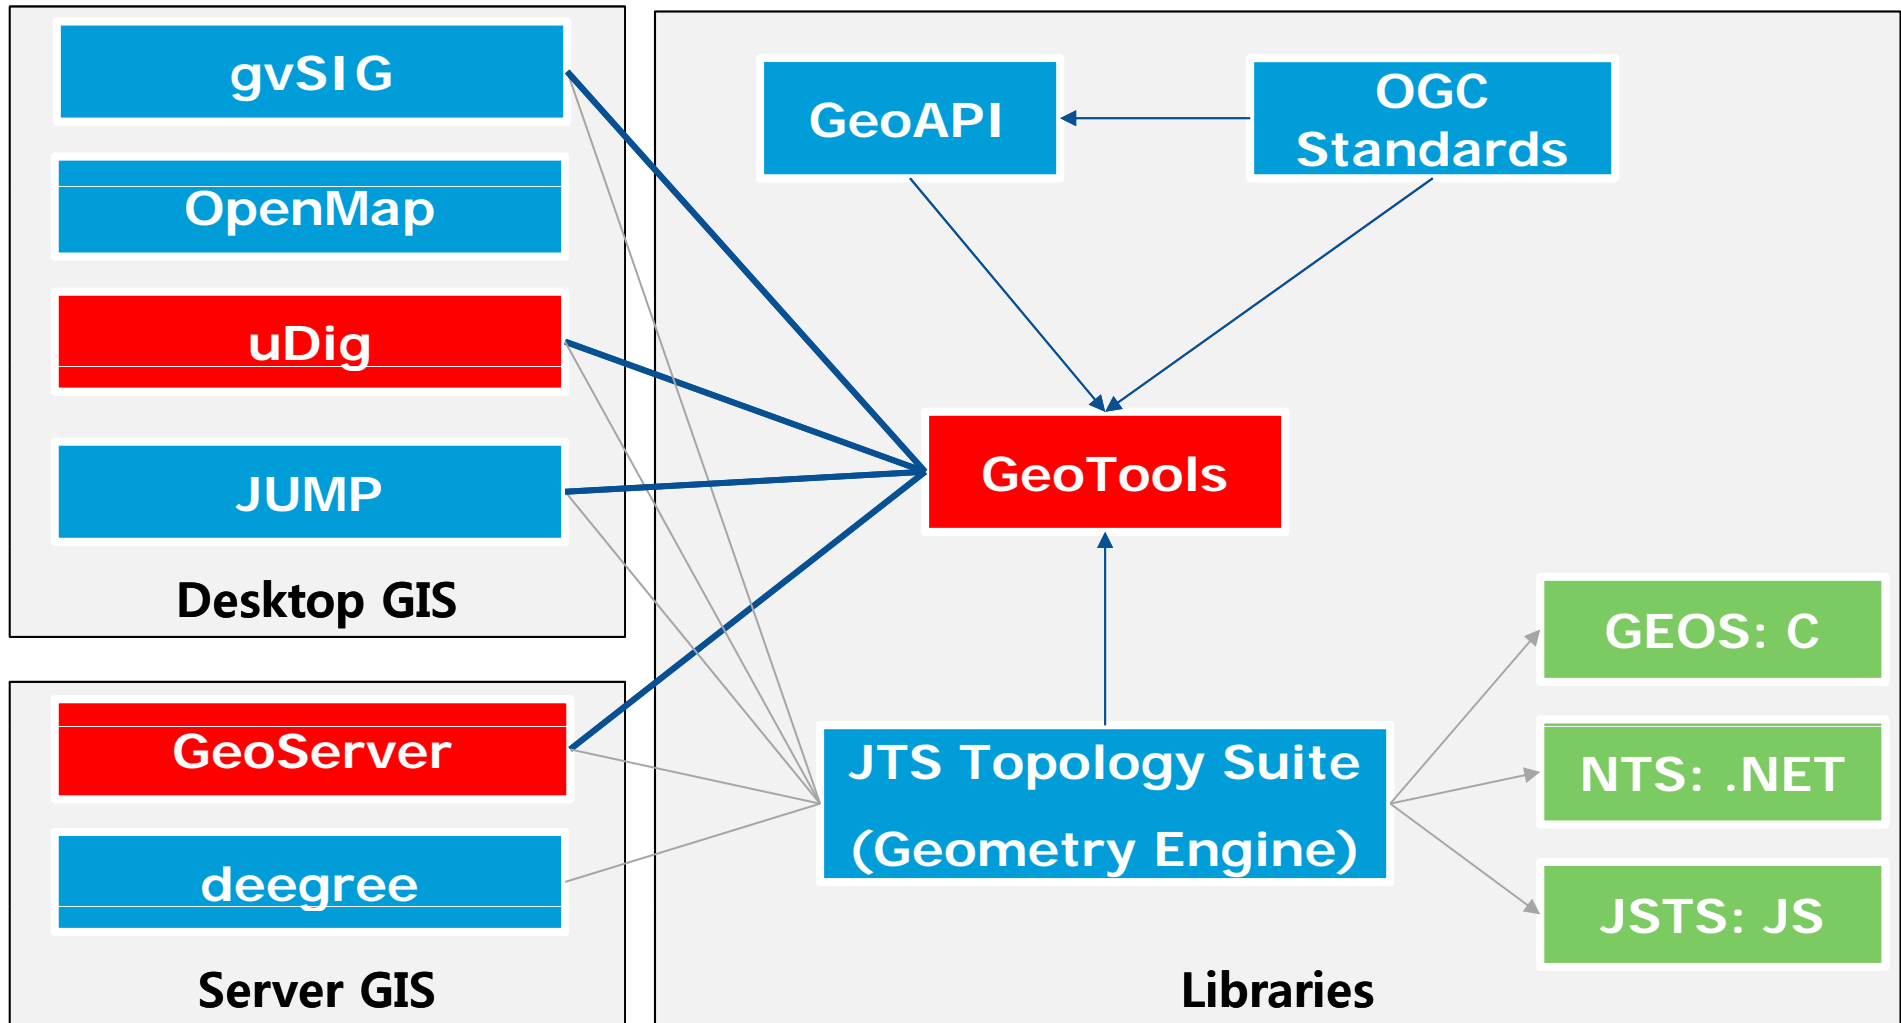 gvSIG
OpenMap
uDig
JUMP
Desktop GIS
GeoServer
deegree
Server GIS
GeoAPI
OGC
Standards
GeoTools
JTS Topology Suite
(Geometry Engine)
GEOS: C
NTS: .NET
JSTS: JS
Libraries